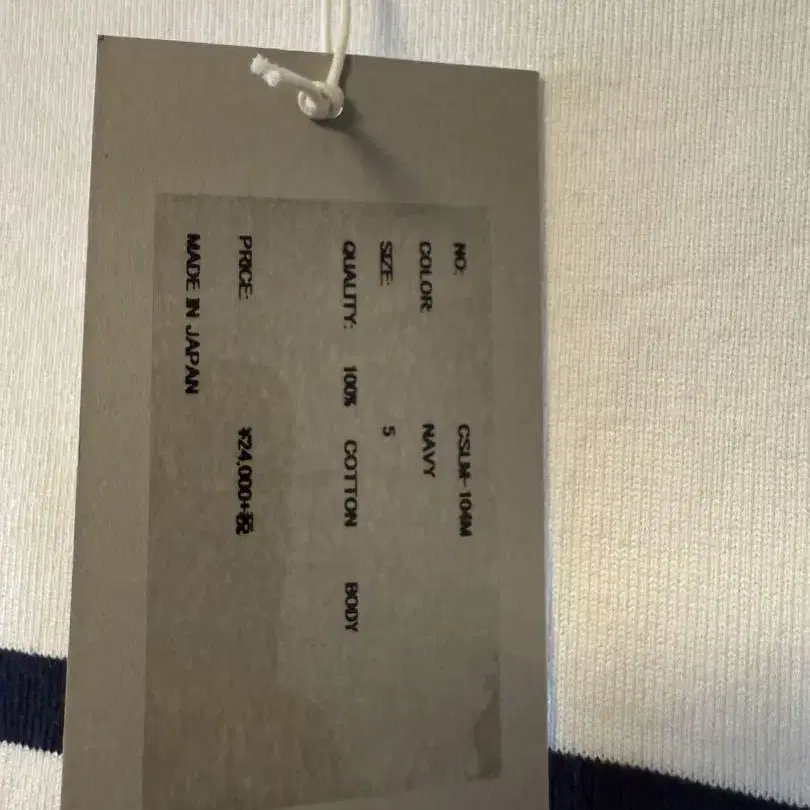 NO: CSLM-104M
COLOR: NAVY
SIZE: 5
QUALITY: 100% COTTON BODY
PRICE: ¥24,000+税
MADE IN JAPAN